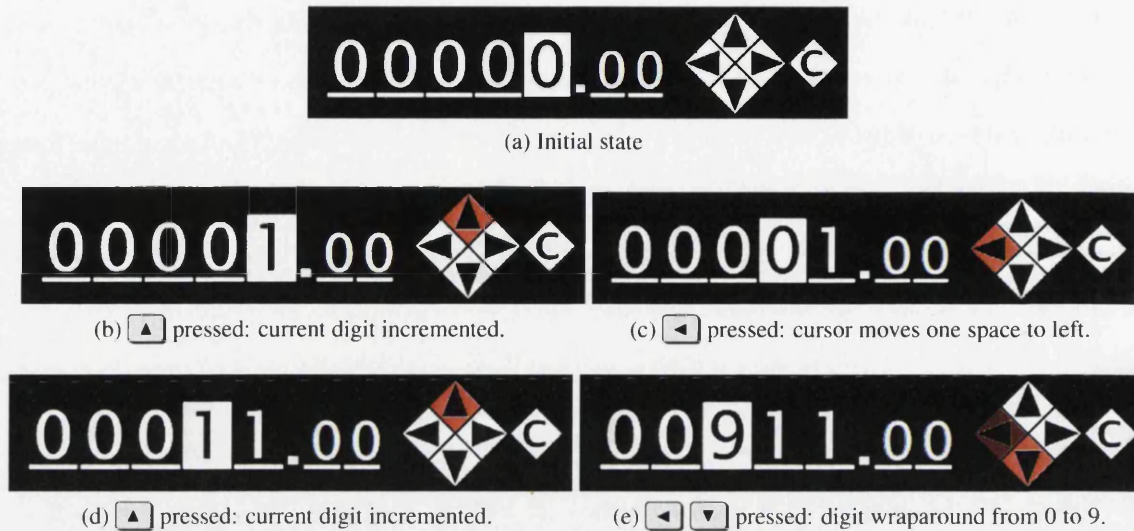 00000.00 C
(a) Initial state
00001.00 C
00001.00 C
(b) ▲ pressed: current digit incremented.
(c) ◄ pressed: cursor moves one space to left.
00011.00 C
00911.00 C
(d) ▲ pressed: current digit incremented.
(e) ◄ ▼ pressed: digit wraparound from 0 to 9.